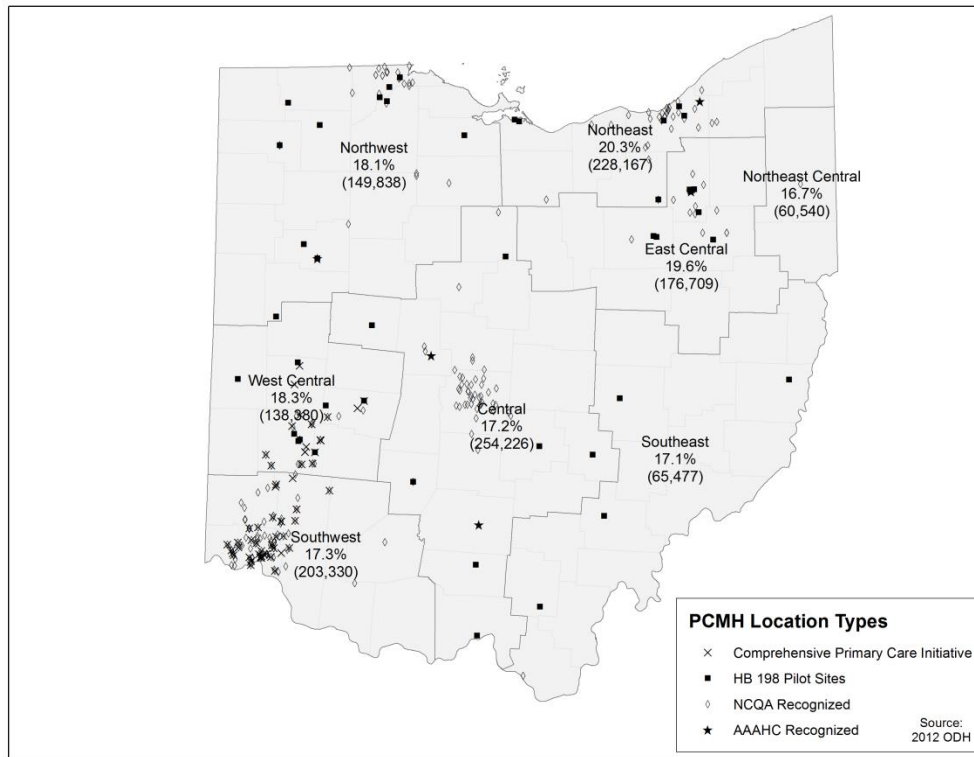 Northwest
18.1%
(149,838)
Northeast
20.3%
(228,167)
Northeast Central
16.7%
(60,540)
East Central
19.6%
(176,709)
West Central
18.3%
(138,380)
Central
17.2%
(254,226)
Southeast
17.1%
(65,477)
Southwest
17.3%
(203,330)
PCMH Location Types
Comprehensive Primary Care Initiative
HB 198 Pilot Sites
NCQA Recognized
AAAHC Recognized
Source:
2012 ODH